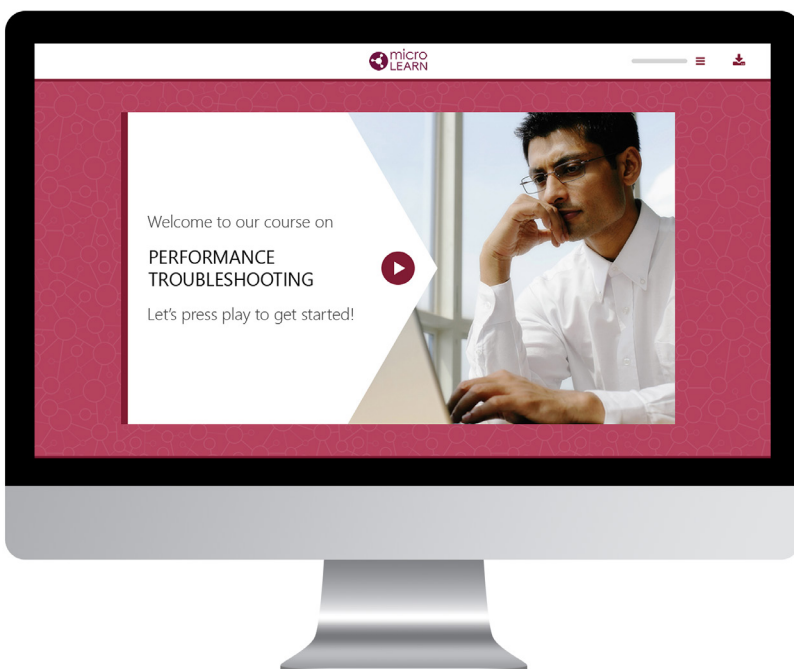 micro
LEARN
Welcome to our course on
PERFORMANCE
TROUBLESHOOTING
Let's press play to get started!